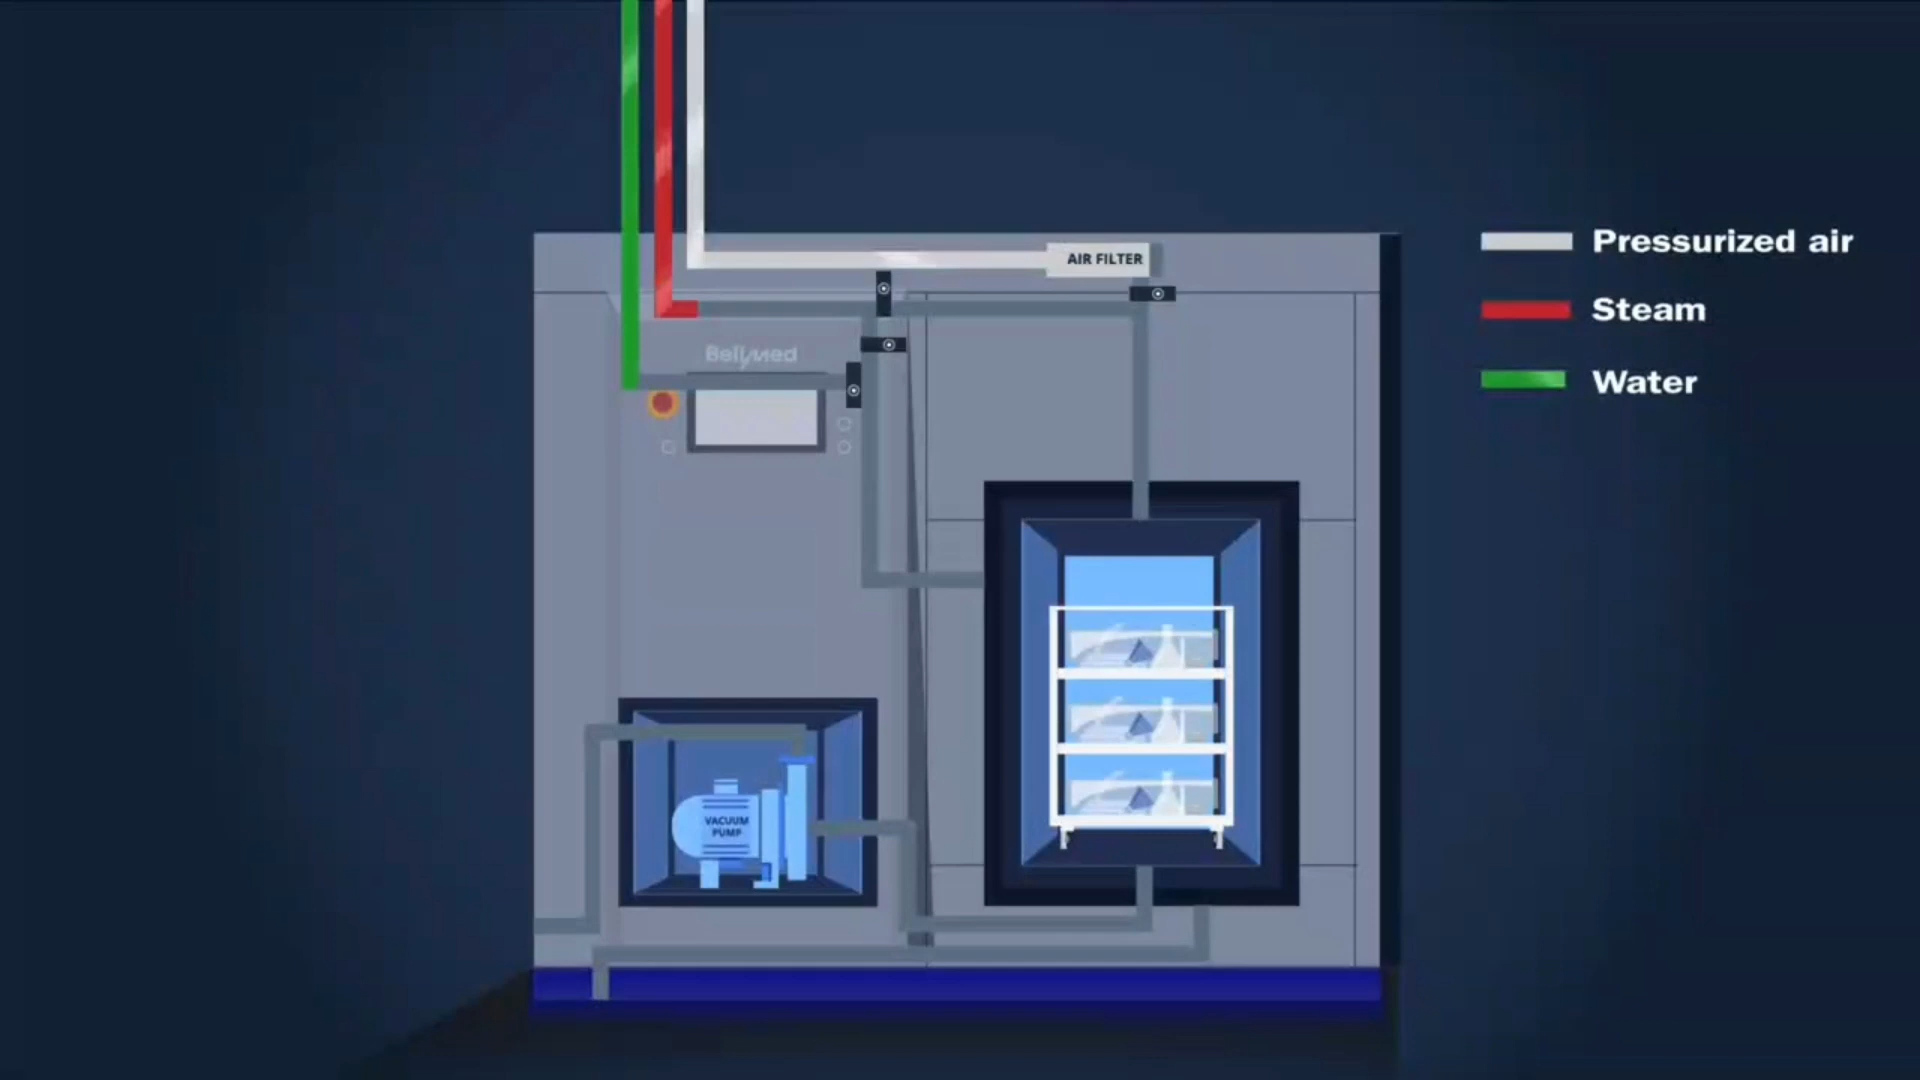 AIR FILTER
Pressurized air
Steam
Belimed
Water
VACUUM
PUMP